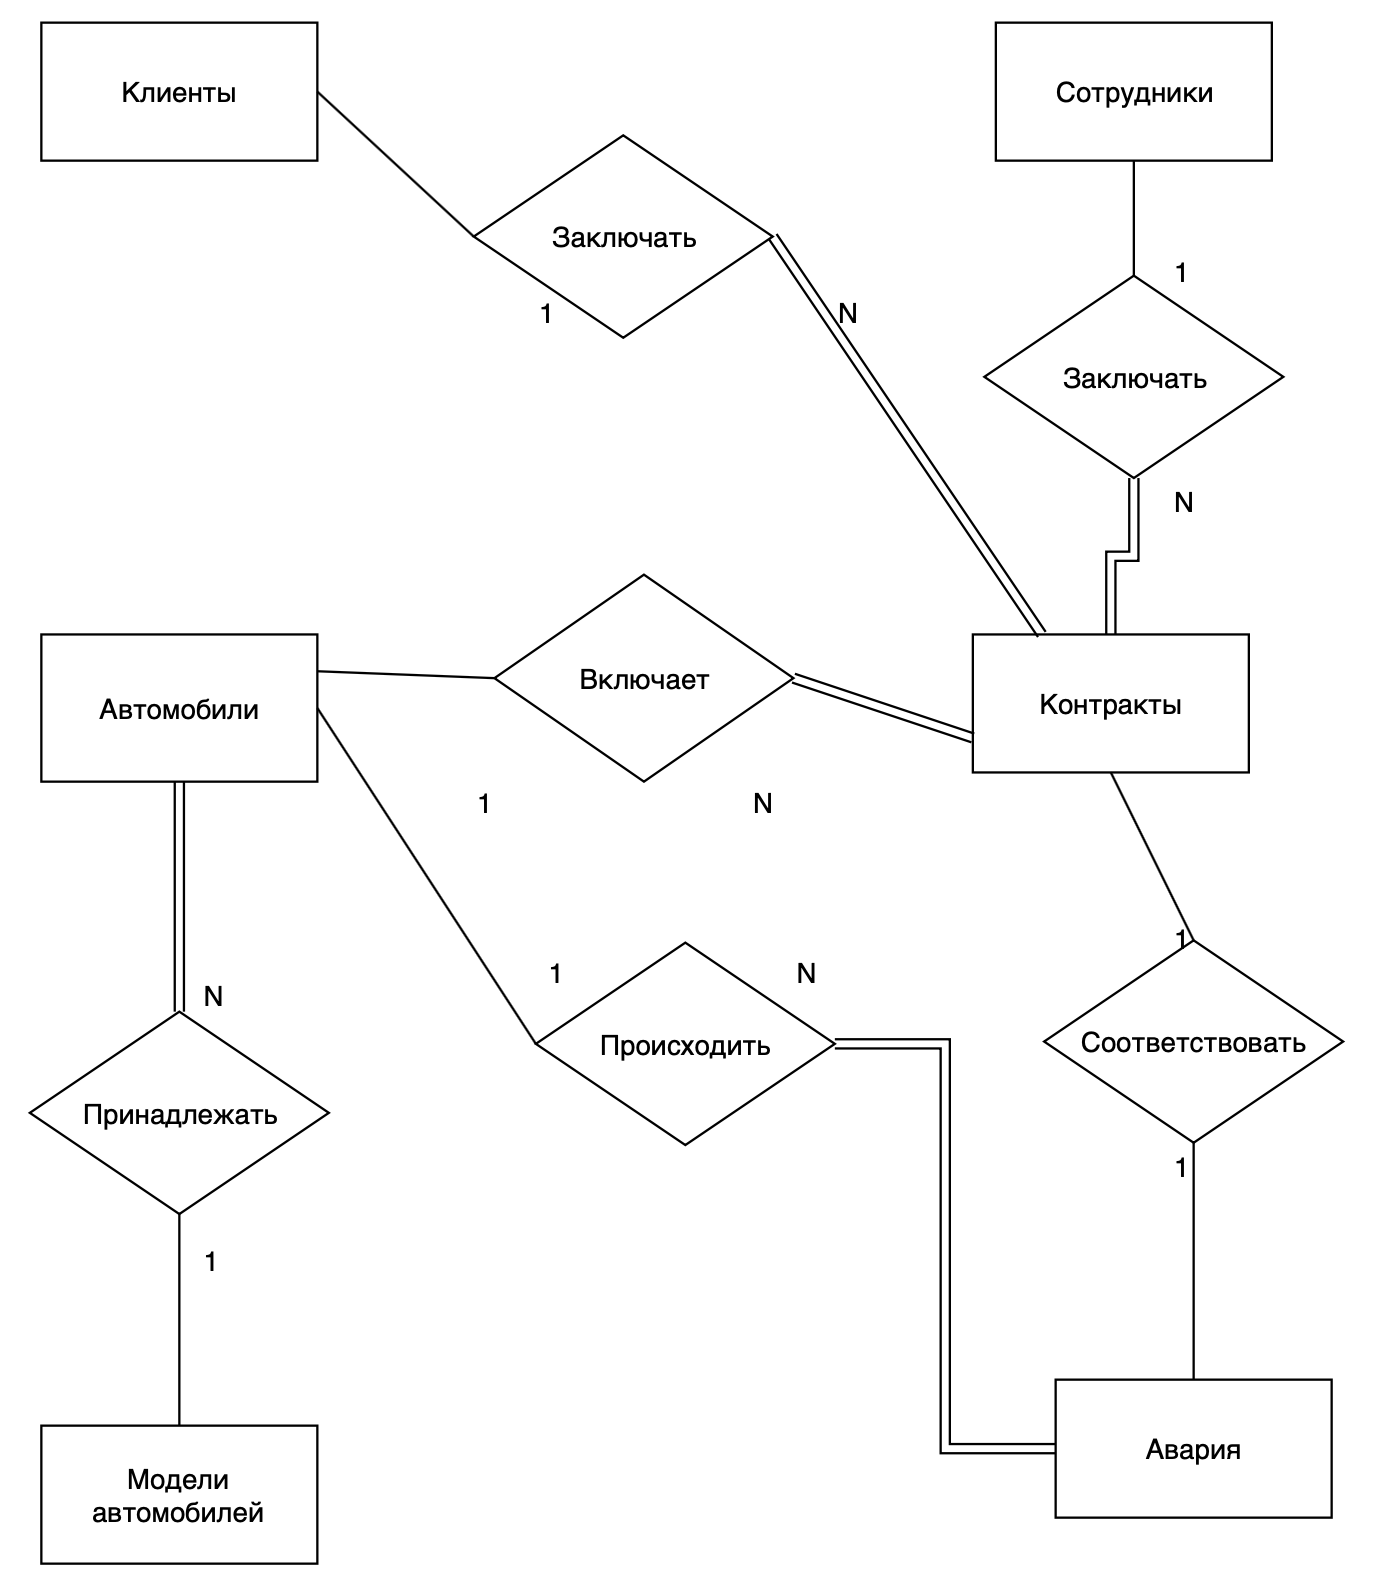 Клиенты
Сотрудники
Заключать
1
1
N
Заключать
N
Включает
Контракты
Автомобили
1
N
1
1
N
N
Происходить
Соответствовать
Принадлежать
1
1
Авария
Модели
автомобилей